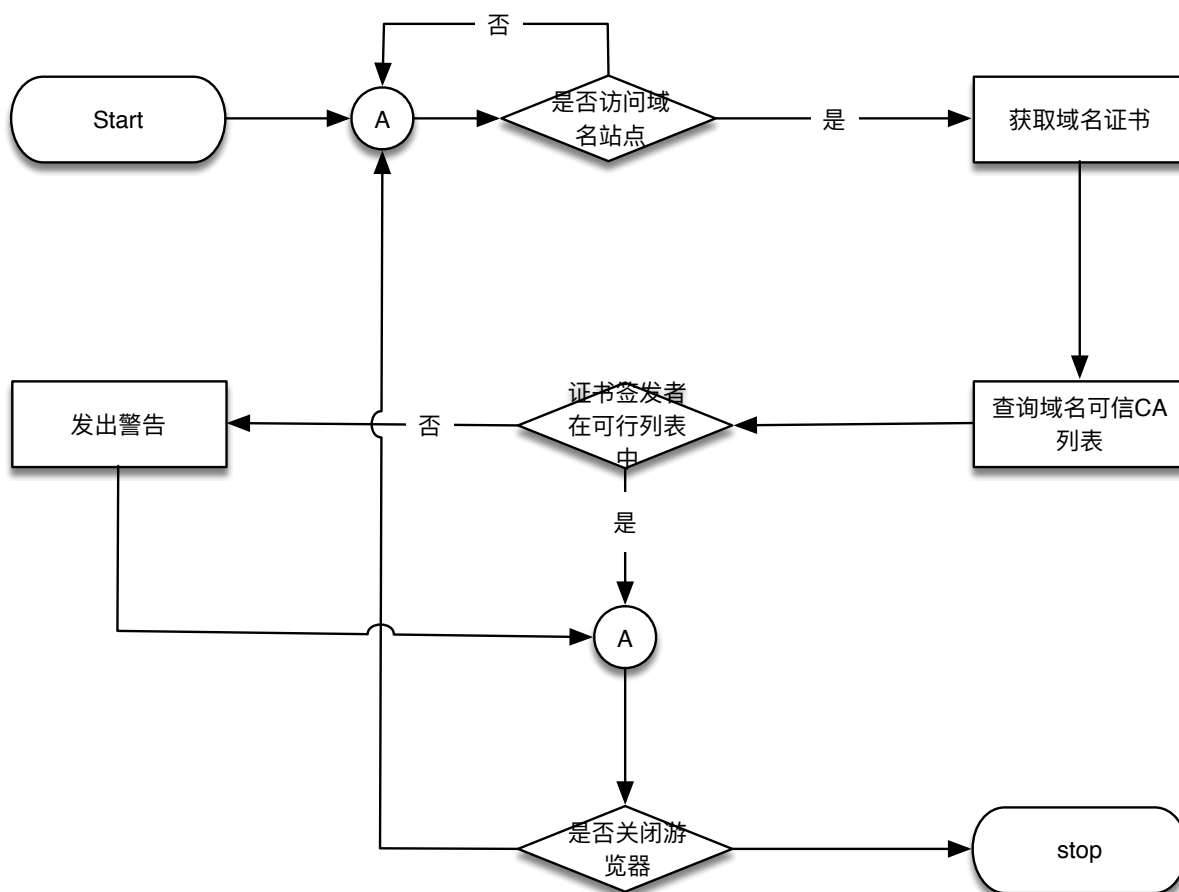 否
Start
A
是否访问域
名站点
是
获取域名证书
发出警告
否
证书签发者
在可行列表
中
查询域名可信CA
列表
是
A
是否关闭游
览器
stop